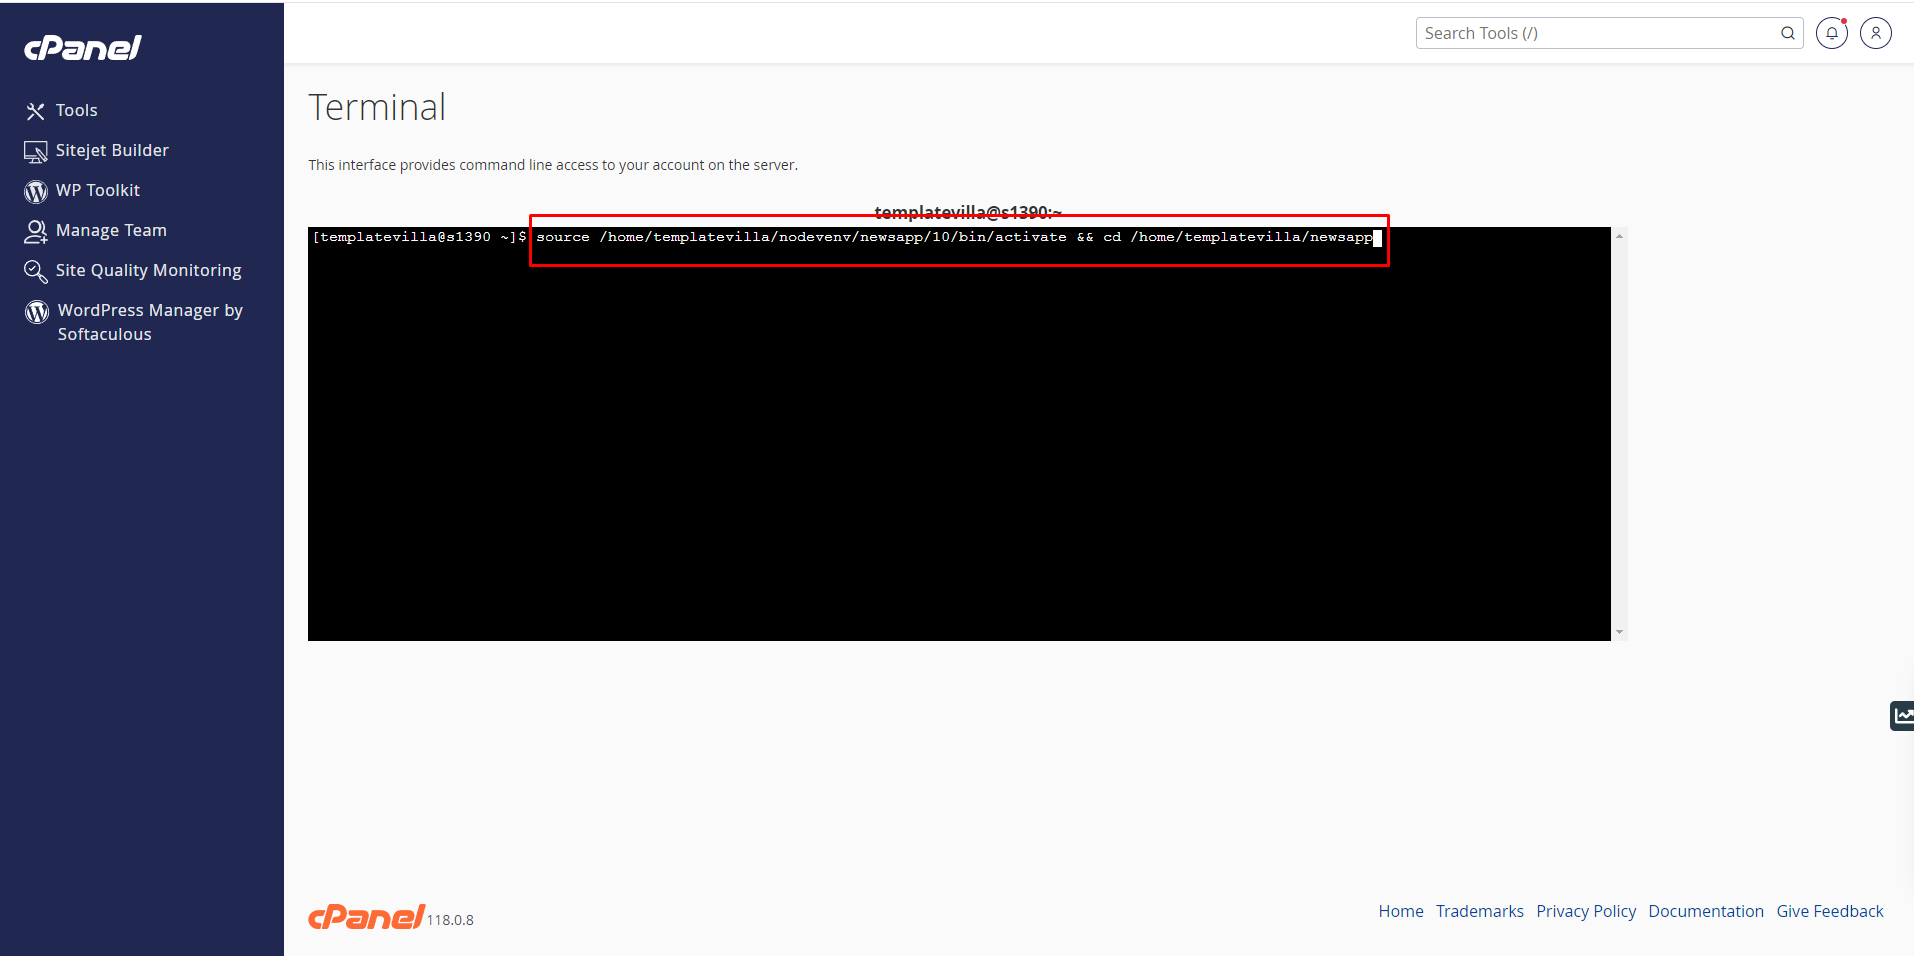 cPanel
Tools
Sitejet Builder
WP Toolkit
Manage Team
Site Quality Monitoring
WordPress Manager by
Softaculous
Search Tools (/)
Terminal
This interface provides command line access to your account on the server.
templatevilla@s1390:~
[templatevilla@s1390 ~]$ source /home/templatevilla/nodevenv/newsapp/10/bin/activate && cd /home/templatevilla/newsapp
cPanel 118.0.8
Home Trademarks Privacy Policy Documentation Give Feedback